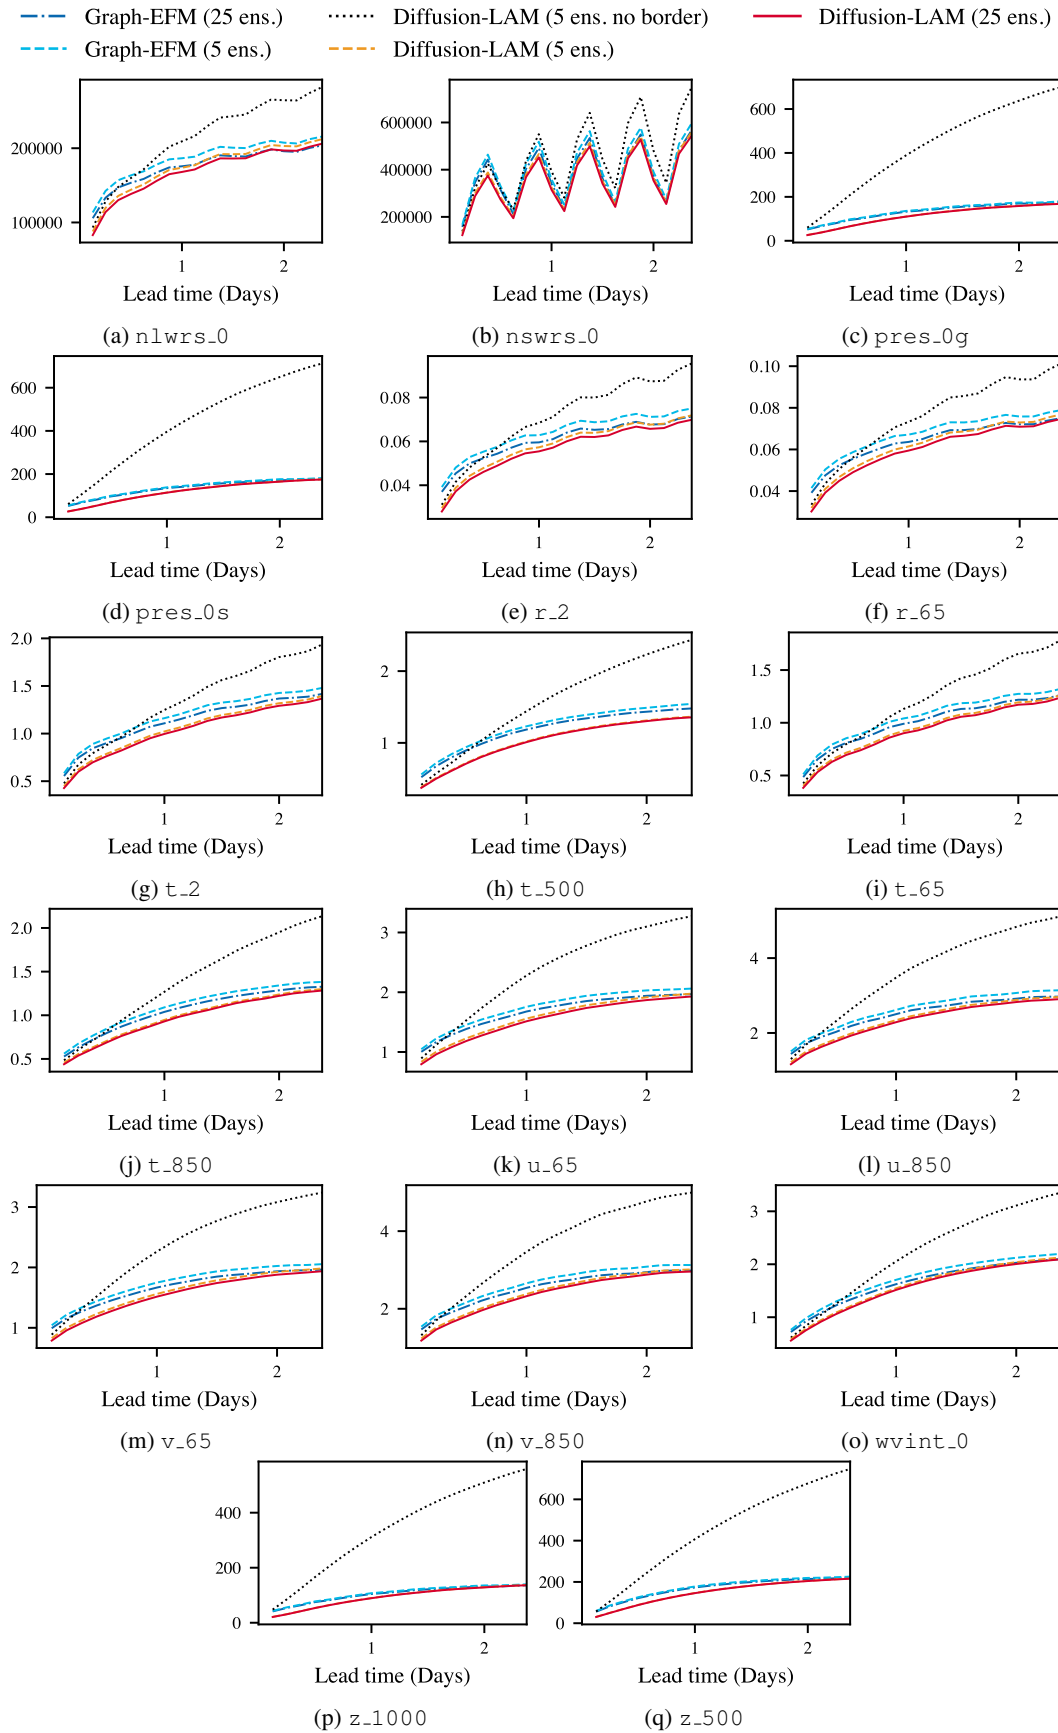 Graph-EFM (25 ens.) Diffusion-LAM (5 ens. no border) Diffusion-LAM (25 ens.)
Graph-EFM (5 ens.) Diffusion-LAM (5 ens.)
200000
100000
1 2
Lead time (Days)
(a) nlwrs_0
600000
400000
200000
1 2
Lead time (Days)
(b) nswrs_0
600
400
200
0
1 2
Lead time (Days)
(c) pres_0g
600
400
200
0
1 2
Lead time (Days)
(d) pres_0s
0.08
0.06
0.04
1 2
Lead time (Days)
(e) r_2
0.10
0.08
0.06
0.04
1 2
Lead time (Days)
(f) r_65
2.0
1.5
1.0
0.5
1 2
Lead time (Days)
(g) t_2
2
1
1 2
Lead time (Days)
(h) t_500
1.5
1.0
0.5
1 2
Lead time (Days)
(i) t_65
2.0
1.5
1.0
0.5
1 2
Lead time (Days)
(j) t_850
3
2
1
1 2
Lead time (Days)
(k) u_65
4
2
1 2
Lead time (Days)
(l) u_850
3
2
1
1 2
Lead time (Days)
(m) v_65
4
2
1 2
Lead time (Days)
(n) v_850
3
2
1
1 2
Lead time (Days)
(o) wvint_0
400
200
0
1 2
Lead time (Days)
(p) z_1000
600
400
200
0
1 2
Lead time (Days)
(q) z_500